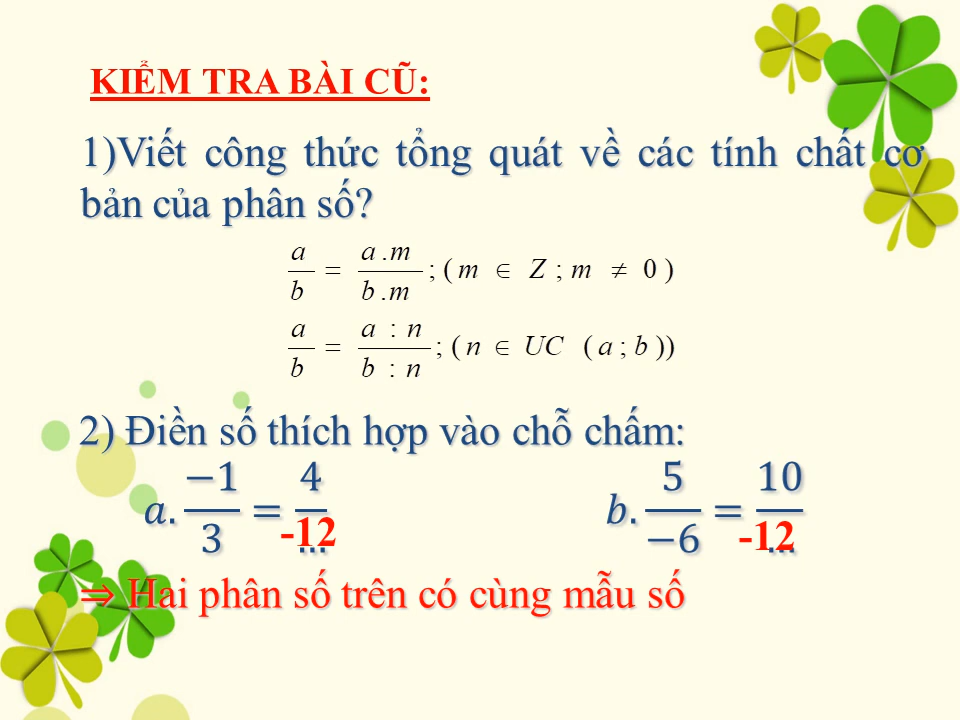 KIỂM TRA BÀI CŨ:
1)Viết công thức tổng quát về các tính chất cơ
bản của phân số?
a/b = a.m/b.m ; ( m ∈ Z ; m ≠ 0 )
a/b = a : n/b : n ; ( n ∈ UC ( a ; b ))
2) Điền số thích hợp vào chỗ chấm:
a. −1/3 = 4/... -12
b. 5/−6 = 10/... -12
⇒ Hai phân số trên có cùng mẫu số